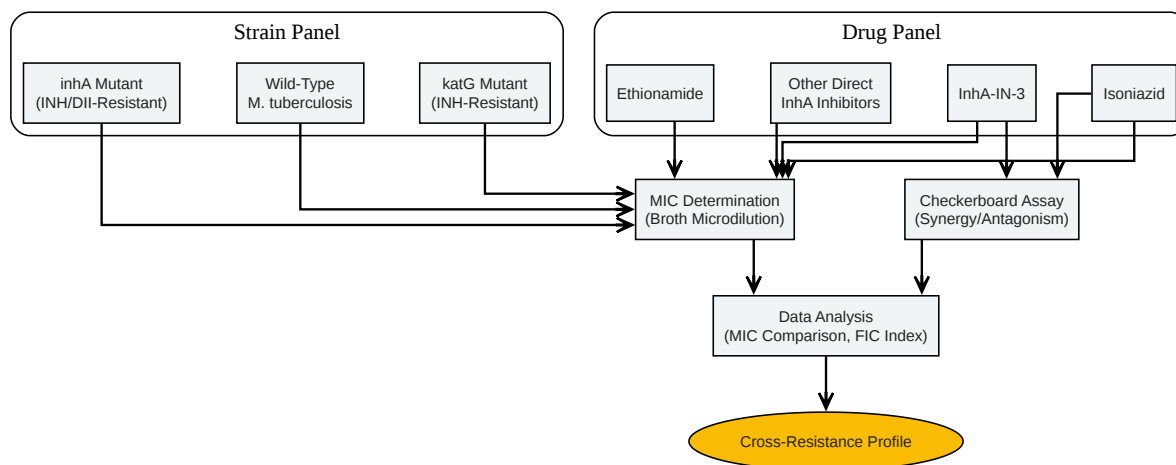 Strain Panel
Drug Panel
inhA Mutant
(INH/DII-Resistant)
Wild-Type
M. tuberculosis
katG Mutant
(INH-Resistant)
Ethionamide
Other Direct
InhA Inhibitors
InhA-IN-3
Isoniazid
MIC Determination
(Broth Microdilution)
Checkerboard Assay
(Synergy/Antagonism)
Data Analysis
(MIC Comparison, FIC Index)
Cross-Resistance Profile